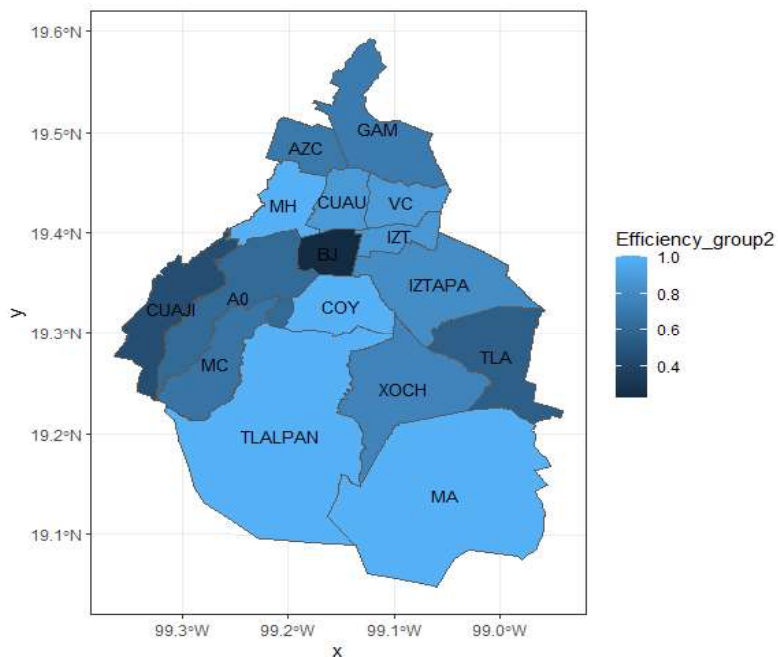 19.6°N
19.5°N
19.4°N
19.3°N
19.2°N
19.1°N
y
GAM
AZC
MH
CUAU
VC
IZT
BJ
IZTAPA
CUAJI
A0
COY
MC
TLA
XOCH
TLALPAN
MA
99.3°W 99.2°W 99.1°W 99.0°W
x
Efficiency_group2
1.0
0.8
0.6
0.4